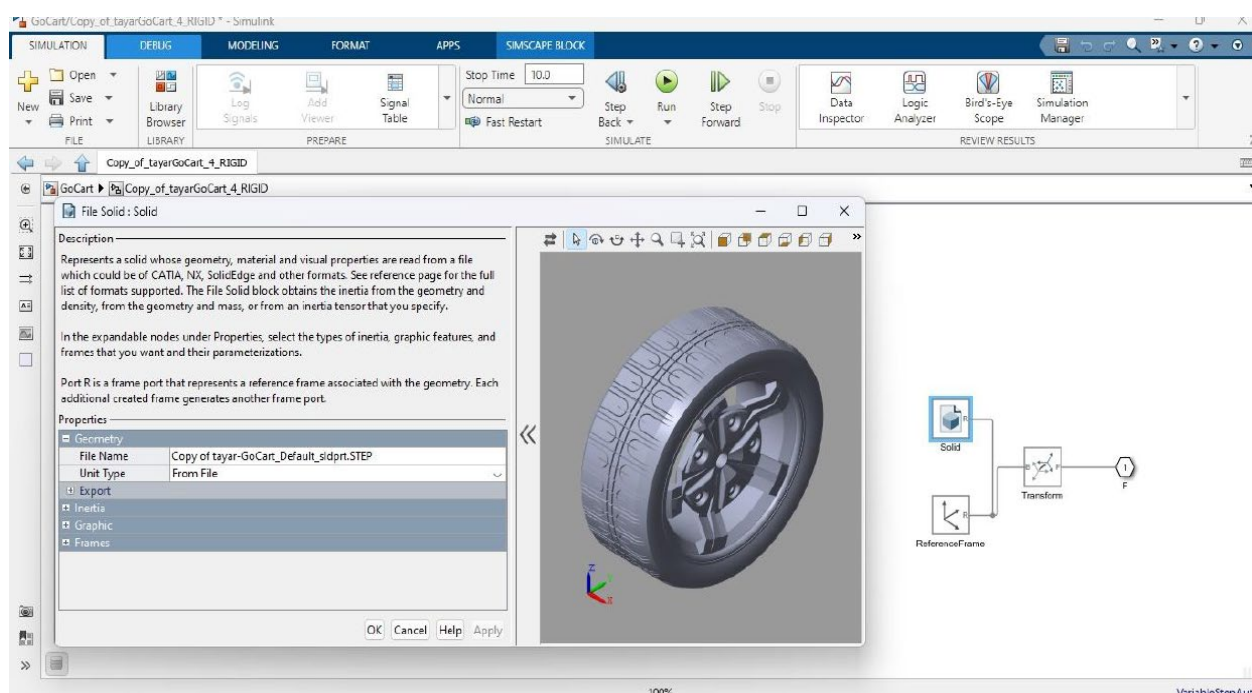 GoCart/Copy_of_tayarGoCart_4_RIGID * - Simulink
SIMULATION DEBUG MODELING FORMAT APPS SIMSCAPE BLOCK
New
Open
Save
Print
FILE
Library Browser
LIBRARY
Log Signals
Add Viewer
Signal Table
PREPARE
Stop Time 10.0
Normal
Fast Restart
Step Back
Run
Step Forward
Stop
SIMULATE
Data Inspector
Logic Analyzer
Bird's-Eye Scope
Simulation Manager
REVIEW RESULTS
Copy_of_tayarGoCart_4_RIGID
GoCart Copy_of_tayarGoCart_4_RIGID
File Solid : Solid
Description
Represents a solid whose geometry, material and visual properties are read from a file
which could be of CATIA, NX, SolidEdge and other formats. See reference page for the full
list of formats supported. The File Solid block obtains the inertia from the geometry and
density, from the geometry and mass, or from an inertia tensor that you specify.
In the expandable nodes under Properties, select the types of inertia, graphic features, and
frames that you want and their parameterizations.
Port R is a frame port that represents a reference frame associated with the geometry. Each
additional created frame generates another frame port.
Properties
Geometry
File Name Copy of tayar-GoCart_Default_sldprt.STEP
Unit Type From File
Export
Inertia
Graphic
Frames
OK Cancel Help Apply
Z
X
R
Solid
R
ReferenceFrame
B F
Transform
1
F
100%